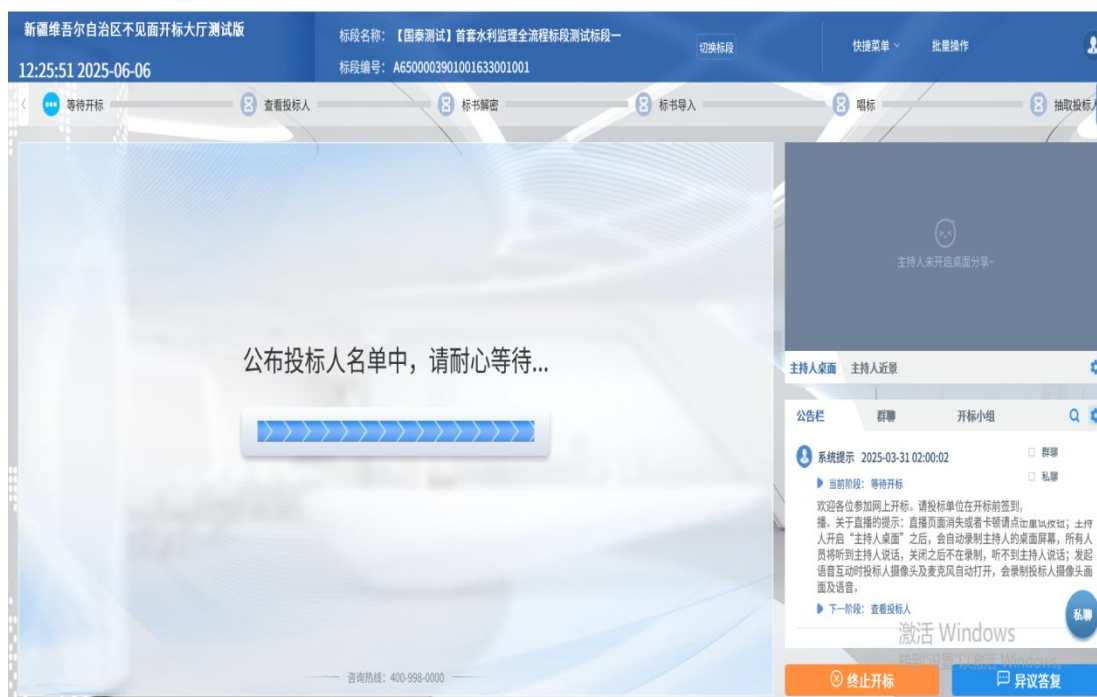 新疆维吾尔自治区不见面开标大厅测试版
标段名称：【国泰测试】首套水利监理全流程标段测试标段一
切换标段
快捷菜单
批量操作
12:25:51 2025-06-06
标段编号：A6500003901001633001001
等待开标
查看投标人
标书解密
标书导入
唱标
抽取投标人
主持人未开启桌面分享~
公布投标人名单中，请耐心等待...
主持人桌面
主持人近景
公告栏
群聊
开标小组
系统提示 2025-03-31 02:00:02
群聊
私聊
当前阶段：等待开标
欢迎各位参加网上开标。请投标单位在开标前签到，
播。关于直播的提示：直播页面消失或者卡顿请点击重试按钮；主持
人开启“主持人桌面”之后，会自动录制主持人的桌面屏幕，所有人
员将听到主持人说话，关闭之后不在录制，听不到主持人说话；发起
语音互动时投标人摄像头及麦克风自动打开，会录制投标人摄像头画
面及语音。
下一阶段：查看投标人
私聊
激活 Windows
转到“设置”以激活 Windows。
咨询热线：400-998-0000
终止开标
异议答复